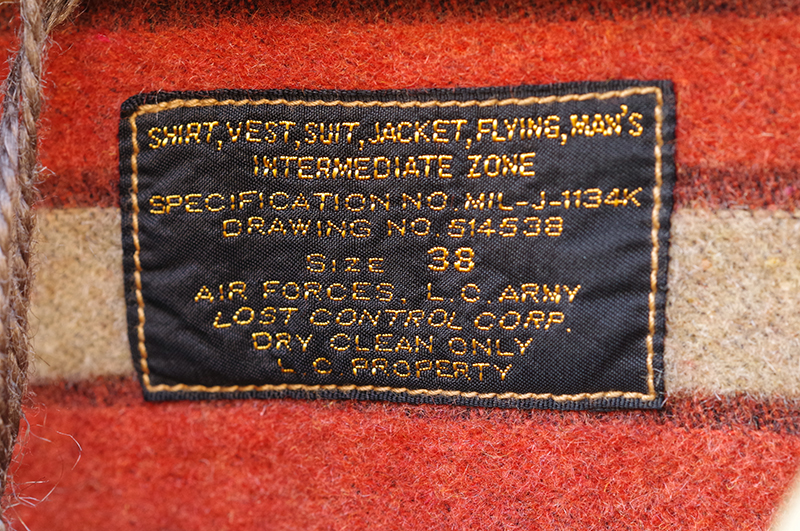 SHIRT,VEST,SUIT,JACKET,FLYING,MAN'S
INTERMEDIATE ZONE
SPECIFICATION NO. MIL-J-1134K
DRAWING NO. 514538
SIZE 38
AIR FORCES, L.C. ARMY
LOST CONTROL CORP.
DRY CLEAN ONLY
L.C PROPERTY